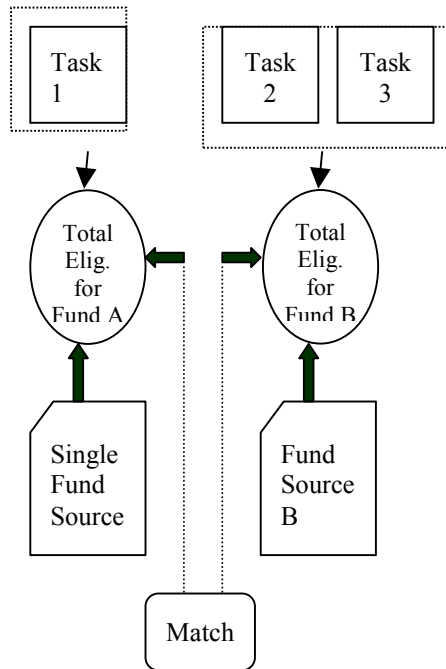 Task
1
Task
2
Task
3
Total
Elig.
for
Fund A
Total
Elig.
for
Fund B
Single
Fund
Source
Fund
Source
B
Match